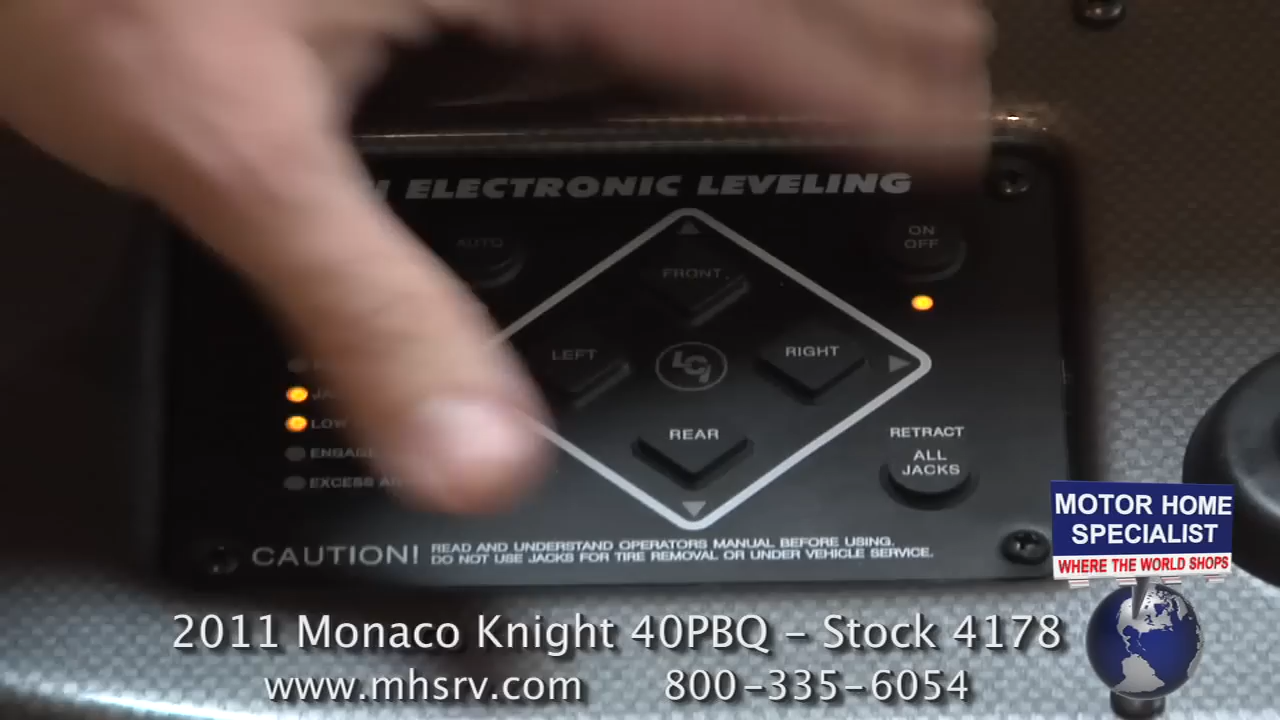 ELECTRONIC LEVELING
AUTO
FRONT
ON
OFF
LEFT
LCI
RIGHT
LOW
REAR
RETRACT
ALL
JACKS
EXCESS
CAUTION!
READ AND UNDERSTAND OPERATORS MANUAL BEFORE USING.
DO NOT USE JACKS FOR TIRE REMOVAL OR UNDER VEHICLE SERVICE.
MOTOR HOME
SPECIALIST
WHERE THE WORLD SHOPS
2011 Monaco Knight 40PBQ - Stock 4178
www.mhsrv.com 800-335-6054